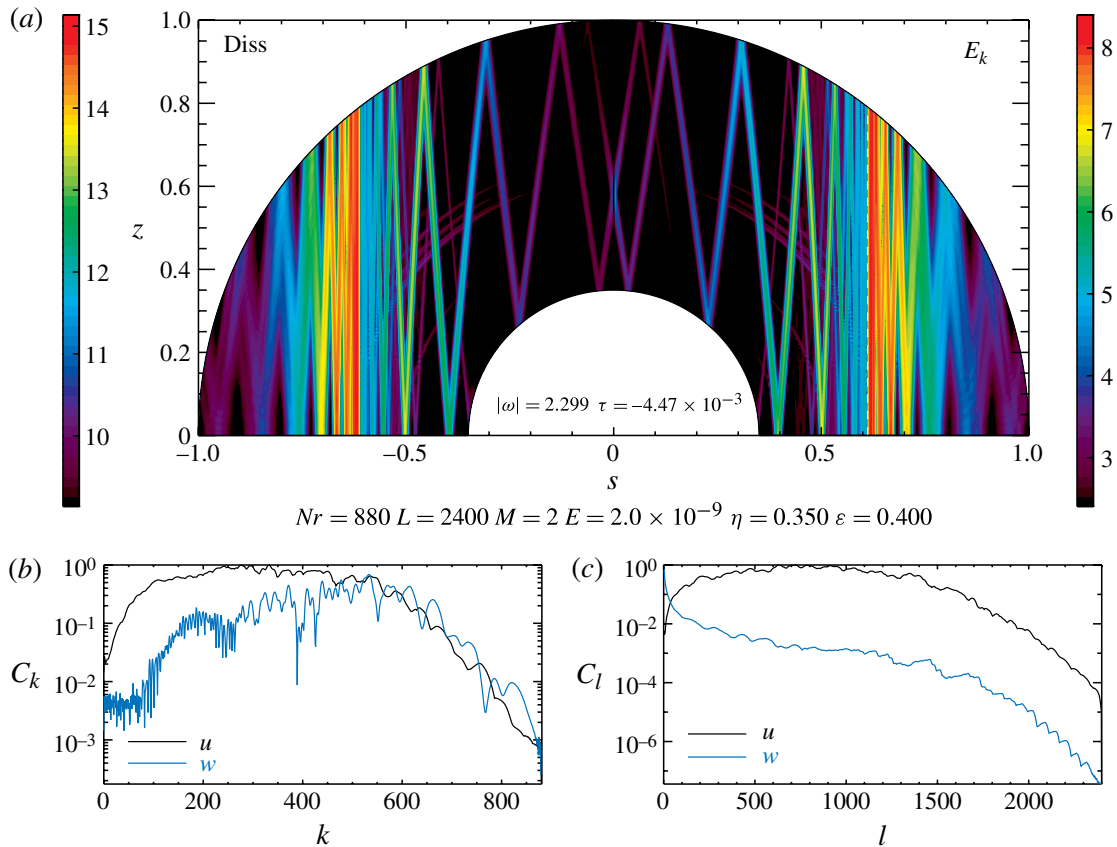 (a)
Diss
E_k
15
14
13
12
11
10
1.0
0.8
0.6
0.4
0.2
0
z
8
7
6
5
4
3
|ω| = 2.299 τ = –4.47 × 10^{–3}
–1.0
–0.5
0
0.5
1.0
s
Nr = 880 L = 2400 M = 2 E = 2.0 × 10^{–9} η = 0.350 ε = 0.400
(b)
10^0
10^{–1}
10^{–2}
10^{–3}
C_k
u
w
0
200
400
600
800
k
(c)
10^0
10^{–2}
10^{–4}
10^{–6}
C_l
u
w
0
500
1000
1500
2000
l